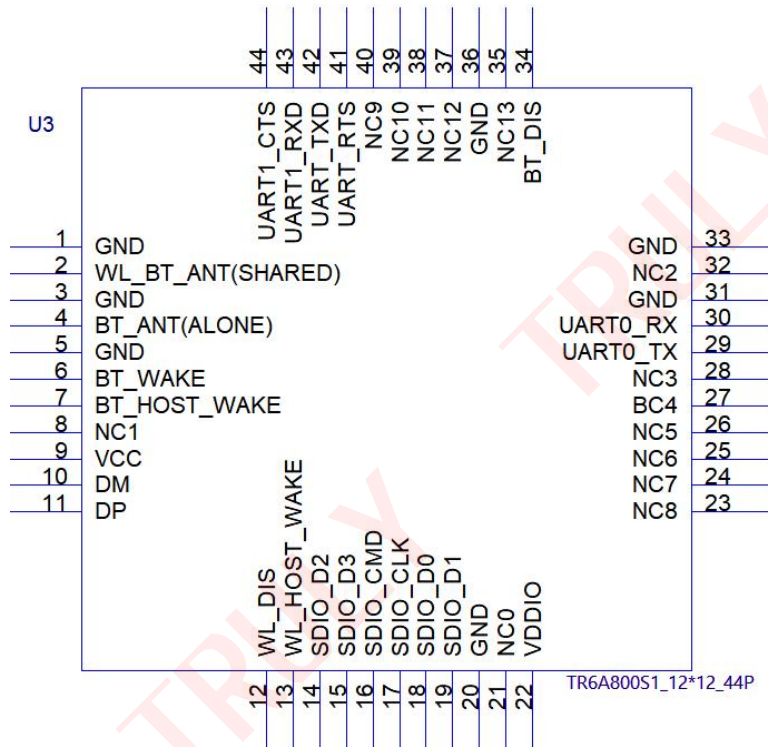 44 43 42 41 40 39 38 37 36 35 34
U3
UART1_CTS
UART1_RXD
UART_TXD
UART_RTS
NC9
NC10
NC11
NC12
GND
NC13
BT_DIS
1 GND
2 WL_BT_ANT(SHARED)
3 GND
4 BT_ANT(ALONE)
5 GND
6 BT_WAKE
7 BT_HOST_WAKE
8 NC1
9 VCC
10 DM
11 DP
GND 33
NC2 32
GND 31
UART0_RX 30
UART0_TX 29
NC3 28
BC4 27
NC5 26
NC6 25
NC7 24
NC8 23
WL_DIS
WL_HOST_WAKE
SDIO_D2
SDIO_D3
SDIO_CMD
SDIO_CLK
SDIO_D0
SDIO_D1
GND
NC0
VDDIO
12 13 14 15 16 17 18 19 20 21 22
TR6A800S1_12*12_44P
TRULY
TRULY